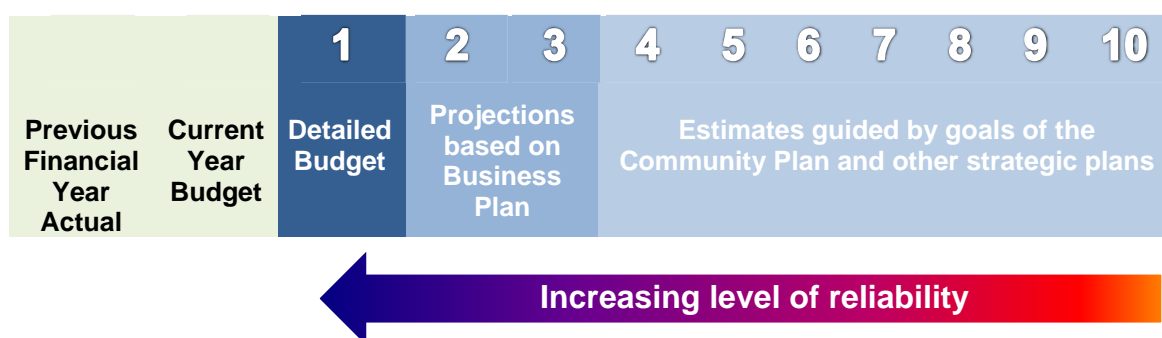 1 2 3 4 5 6 7 8 9 10
Previous
Financial
Year
Actual
Current
Year
Budget
Detailed
Budget
Projections
based on
Business
Plan
Estimates guided by goals of the
Community Plan and other strategic plans
Increasing level of reliability